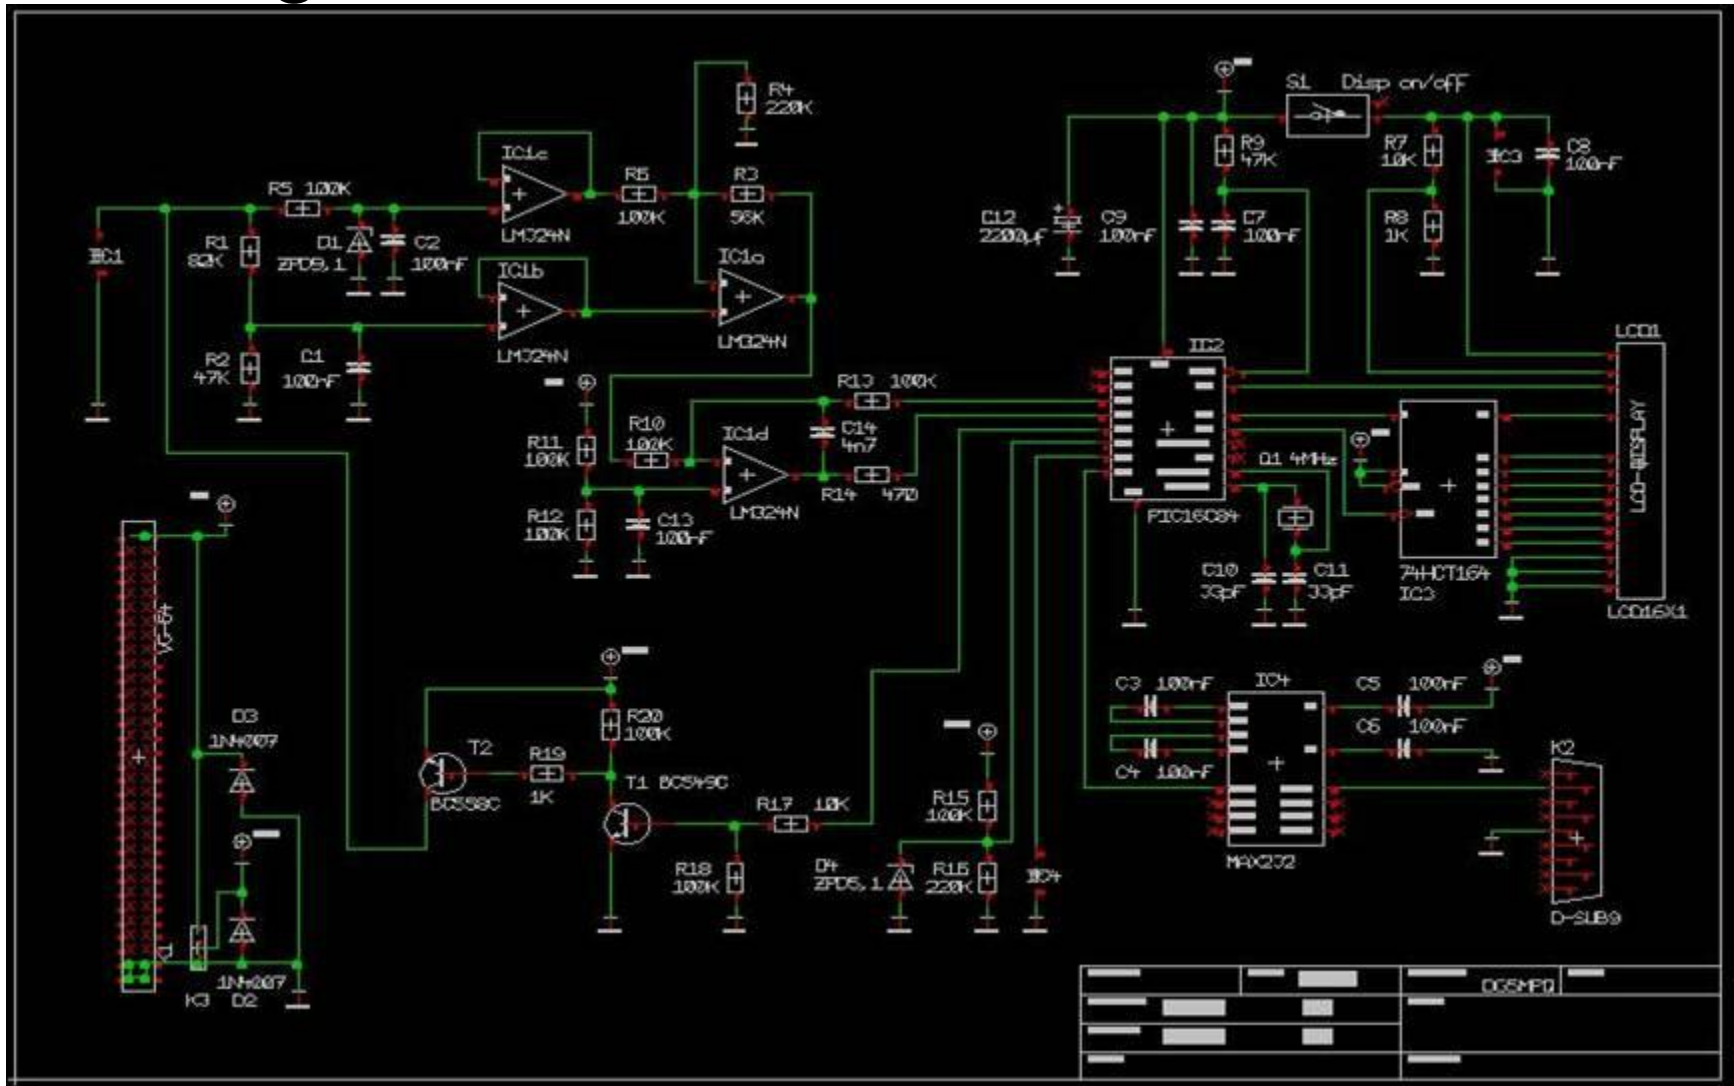 R4
220K
S1 Disp on/off
R9
47K
R7
10K
IC3
C8
100nF
IC1c
R5 100K
R6
100K
R3
56K
LM324N
R1
82K
D1
ZPD9,1
C2
100nF
C12
2200µF
C9
100nF
C7
100nF
R8
1K
IC1
IC1b
IC1a
LM324N
LM324N
R2
47K
C1
100nF
IC2
LCD1
R13 100K
R11
100K
R10
100K
IC1d
C14
4n7
LCD-DISPLAY
Q1 4MHz
R14 470
R12
100K
C13
100nF
LM324N
PIC16C84
C10
33pF
C11
33pF
74HCT164
IC3
LCD16X1
VG-64
C3 100nF
IC4
C5 100nF
C6 100nF
C4 100nF
D3
1N4007
T2
R19
1K
R20
100K
T1 BC549C
BC558C
R17 10K
R15
100K
K2
R18
100K
D4
ZPD5,1
R16
220K
IC4
MAX232
D-SUB9
K1
1N4007
K3 D2
DG5MPQ